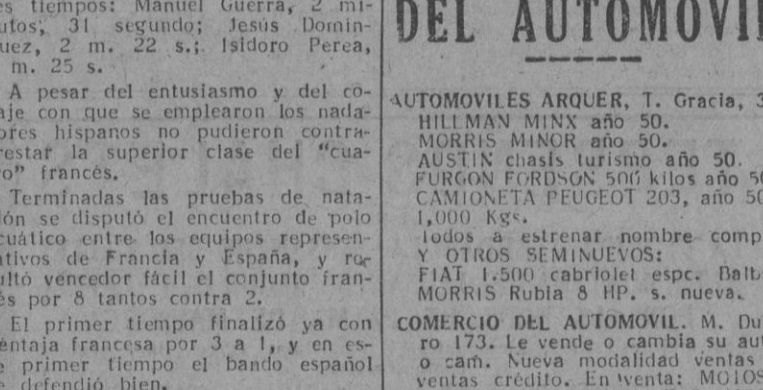 es tiempos: Manuel Guerra, 2 mi-
utos, 31 segundo; Jesús Domin-
uez, 2 m. 22 s.; Isidoro Perea,
m. 25 s.
A pesar del entusiasmo y del co-
aje con que se emplearon los nada-
ores hispanos no pudieron contra-
restar la superior clase del "cua-
ro" francés.
Terminadas las pruebas de nata-
ión se disputó el encuentro de polo
cuático entre los equipos represen-
ativos de Francia y España, y
ultó vencedor fácil el conjunto fran-
és por 8 tantos contra 2.
El primer tiempo finalizó ya con
entaja francesa por 3 a 1, y en es-
e primer tiempo el bando español
e defendió bien.
DEL AUTOMOVIL
AUTOMOVILES ARQUER, T. Gracia, 3
HILLMAN MINX año 50.
MORRIS MINOR año 50.
AUSTIN chasis turismo año 50.
FURGON FORDSON 500 kilos año 50
CAMIONETA PEUGEOT 203, año 50
1,000 Kgs.
Todos a estrenar nombre comp
Y OTROS SEMINUEVOS:
FIAT 1.500 cabriolet espc. Balb
MORRIS Rubia 8 HP. s. nueva.
COMERCIO DEL AUTOMOVIL. M. Du
ro 173. Le vende o cambia su aut
o cam. Nueva modalidad ventas
ventas crédito. En venta: MOTOS